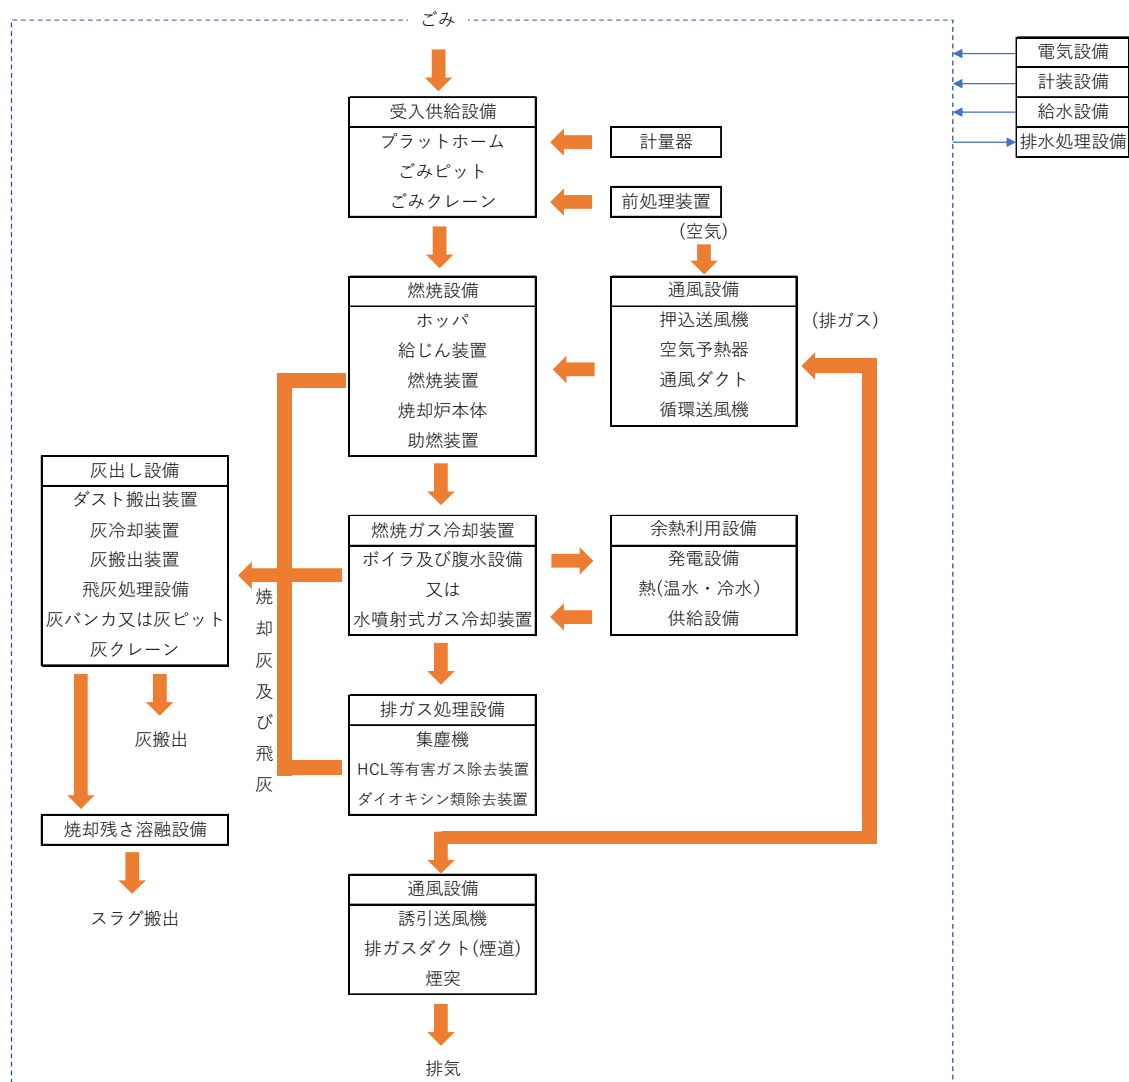 ごみ
電気設備
計装設備
給水設備
排水処理設備
受入供給設備
プラットホーム
ごみピット
ごみクレーン
計量器
前処理装置
(空気)
燃焼設備
ホッパ
給じん装置
燃焼装置
焼却炉本体
助燃装置
通風設備
押込送風機
空気予熱器
通風ダクト
循環送風機
(排ガス)
灰出し設備
ダスト搬出装置
灰冷却装置
灰搬出装置
飛灰処理設備
灰バンカ又は灰ピット
灰クレーン
燃焼ガス冷却装置
ボイラ及び腹水設備
又は
水噴射式ガス冷却装置
余熱利用設備
発電設備
熱(温水・冷水)
供給設備
焼却灰及び飛灰
排ガス処理設備
集塵機
HCL等有害ガス除去装置
ダイオキシン類除去装置
灰搬出
焼却残さ溶融設備
スラグ搬出
通風設備
誘引送風機
排ガスダクト(煙道)
煙突
排気